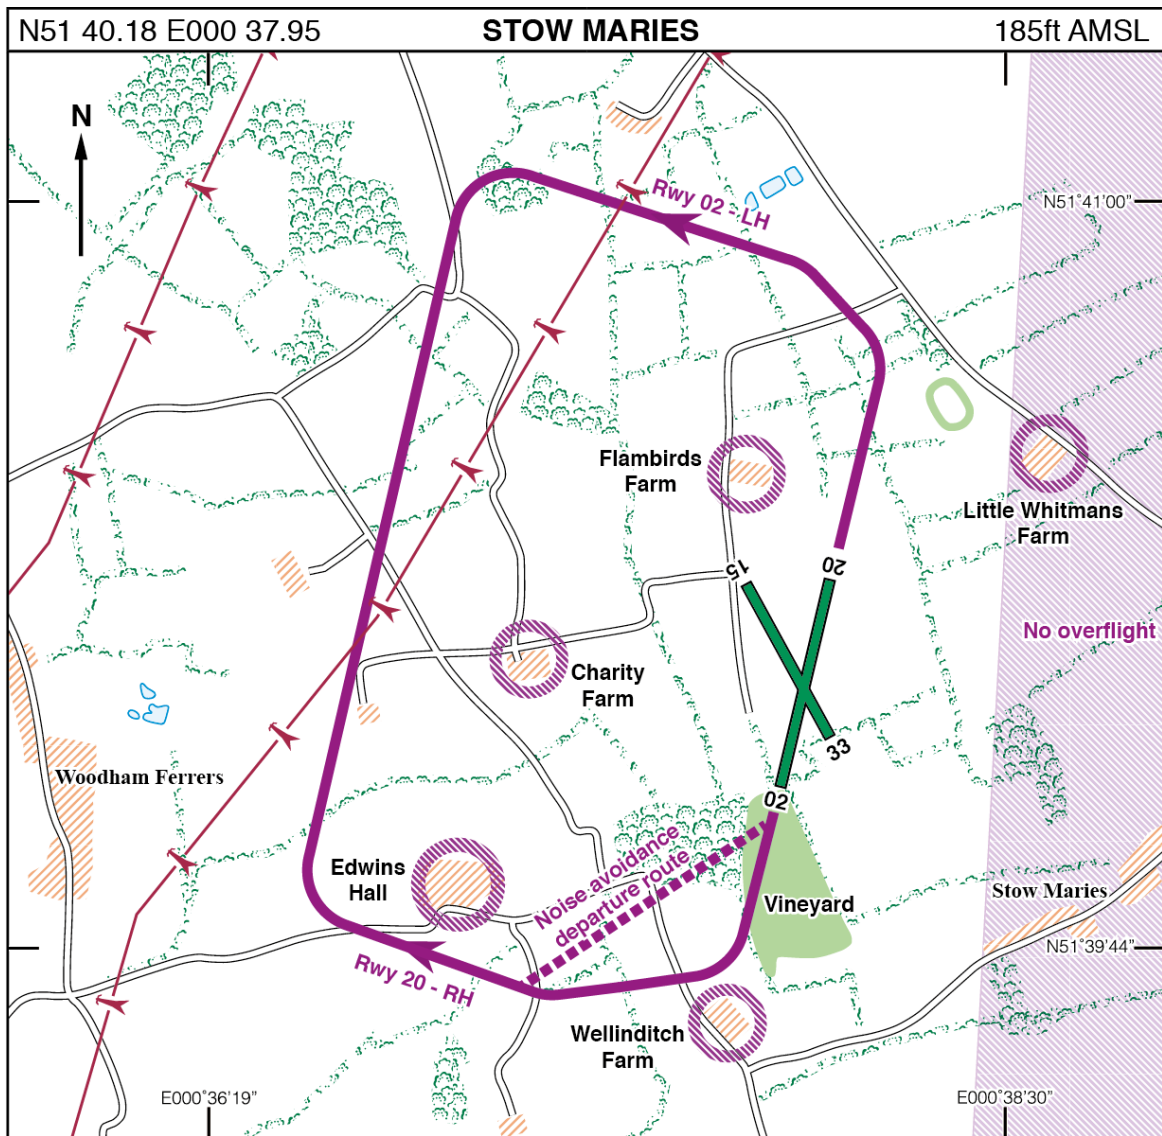 N51 40.18 E000 37.95
STOW MARIES
185ft AMSL
N
Rwy 02 - LH
N51°41'00"
Flambirds
Farm
Little Whitmans
Farm
15
20
No overflight
Charity
Farm
33
Woodham Ferrers
02
Edwins
Hall
Noise avoidance
departure route
Vineyard
Stow Maries
N51°39'44"
Rwy 20 - RH
Wellinditch
Farm
E000°36'19"
E000°38'30"